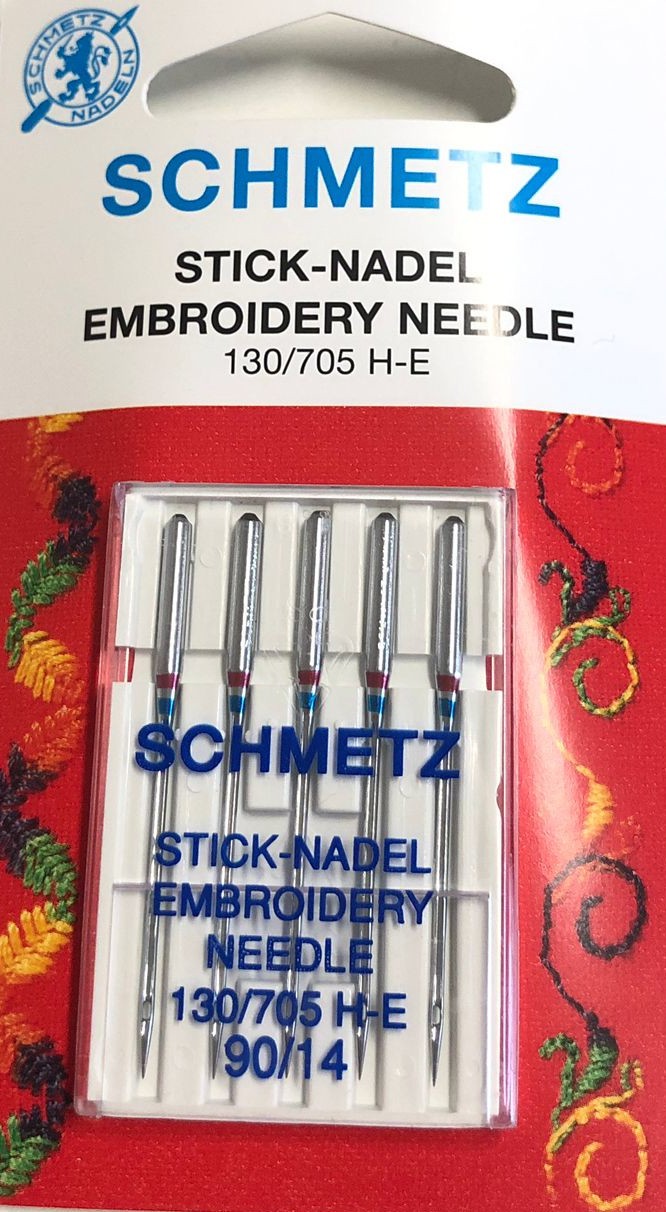 SCHMETZ
NADELN
SCHMETZ
STICK-NADEL
EMBROIDERY NEEDLE
130/705 H-E
SCHMETZ
STICK-NADEL
EMBROIDERY
NEEDLE
130/705 H-E
90/14